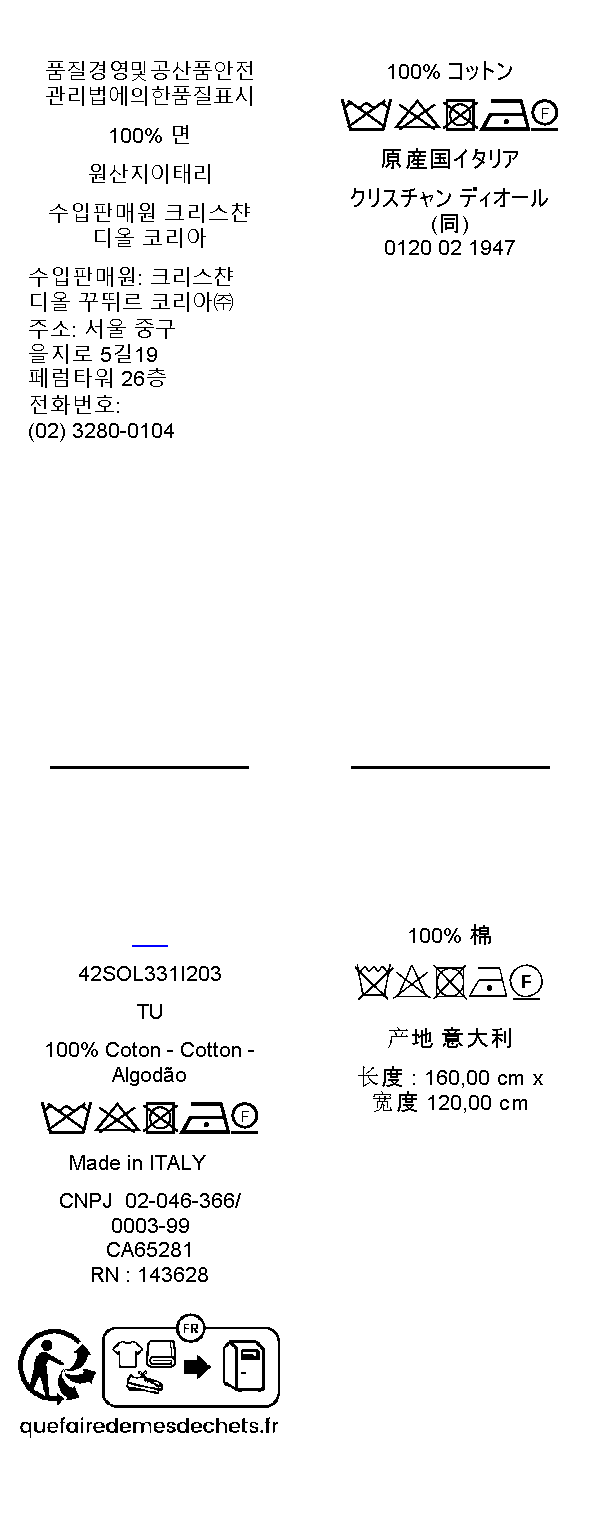 품질경영및공산품안전
관리법에의한품질표시
100% 면
원산지이태리
수입판매원 크리스챤
디올 코리아
수입판매원: 크리스챤
디올 꾸뛰르 코리아㈜
주소: 서울 중구
을지로 5길19
페럼타워 26층
전화번호:
(02) 3280-0104
100% コットン
F
原産国イタリア
クリスチャン ディオール
(同)
0120 02 1947
42SOL331I203
TU
100% Coton - Cotton -
Algodão
F
Made in ITALY
CNPJ 02-046-366/
0003-99
CA65281
RN : 143628
FR
quefairedemesdechets.fr
100% 棉
F
产地 意大利
长度 : 160,00 cm x
宽度 120,00 cm